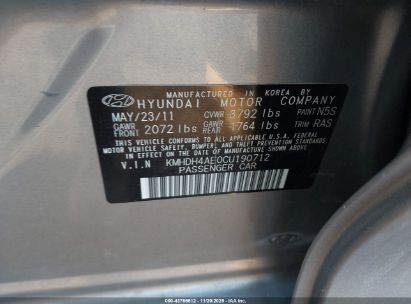 MANUFACTURED IN KOREA BY
HYUNDAI MOTOR COMPANY
MAY/23/11 GVWR 3792 lbs PAINT N5S
GAWR FRONT 2072 lbs GAWR REAR 1764 lbs TRIM RAS
THIS VEHICLE CONFORMS TO ALL APPLICABLE U.S.A. FEDERAL
MOTOR VEHICLE SAFETY, BUMPER, AND THEFT PREVENTION
STANDARDS IN EFFECT ON THE DATE OF MANUFACTURE
SHOWN ABOVE.
V.I.N KMHDH4AE0CU190712
PASSENGER CAR